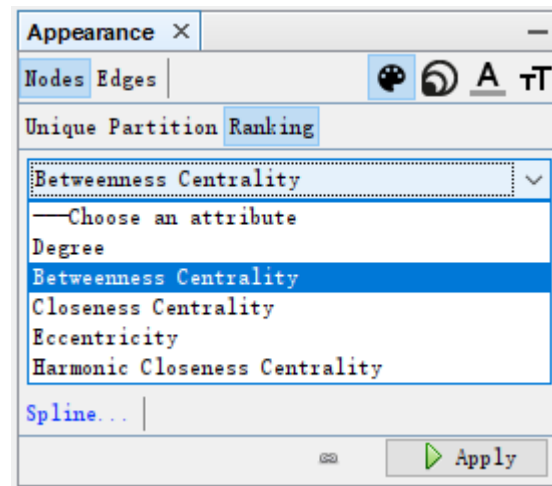 Appearance
Nodes Edges A TT
Unique Partition Ranking
Betweenness Centrality
---Choose an attribute
Degree
Betweenness Centrality
Closeness Centrality
Eccentricity
Harmonic Closeness Centrality
Spline...
Apply